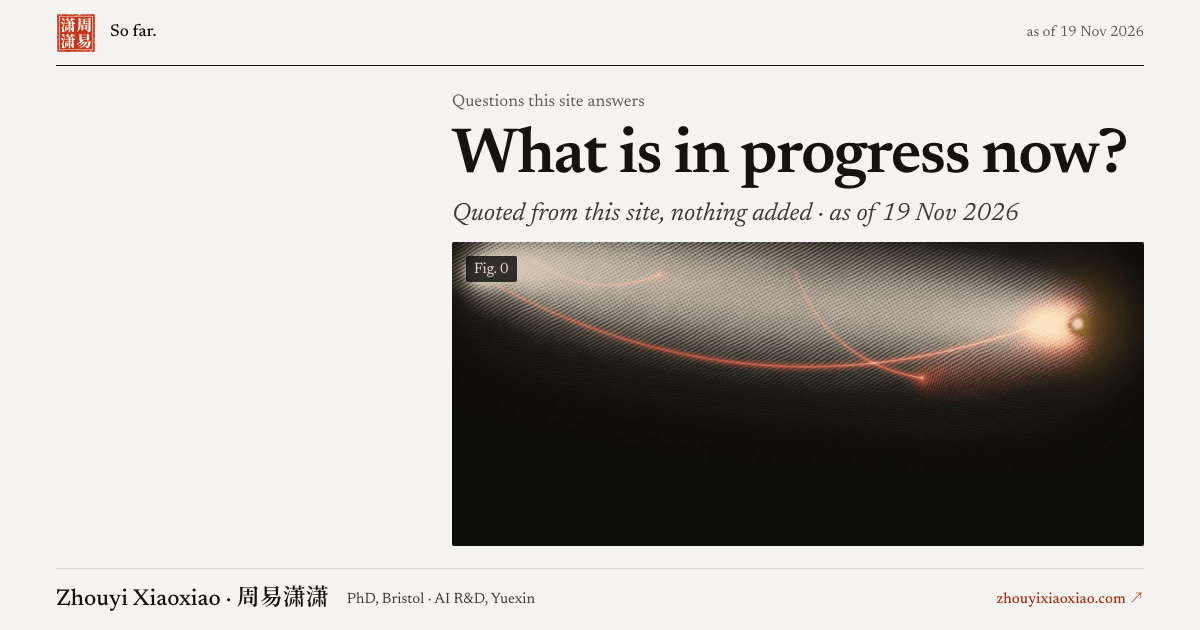 周易潇潇
So far.
as of 19 Nov 2026
Questions this site answers
What is in progress now?
Quoted from this site, nothing added · as of 19 Nov 2026
Fig. 0
Zhouyi Xiaoxiao · 周易潇潇
PhD, Bristol · AI R&D, Yuexin
zhouyixiaoxiao.com ↗